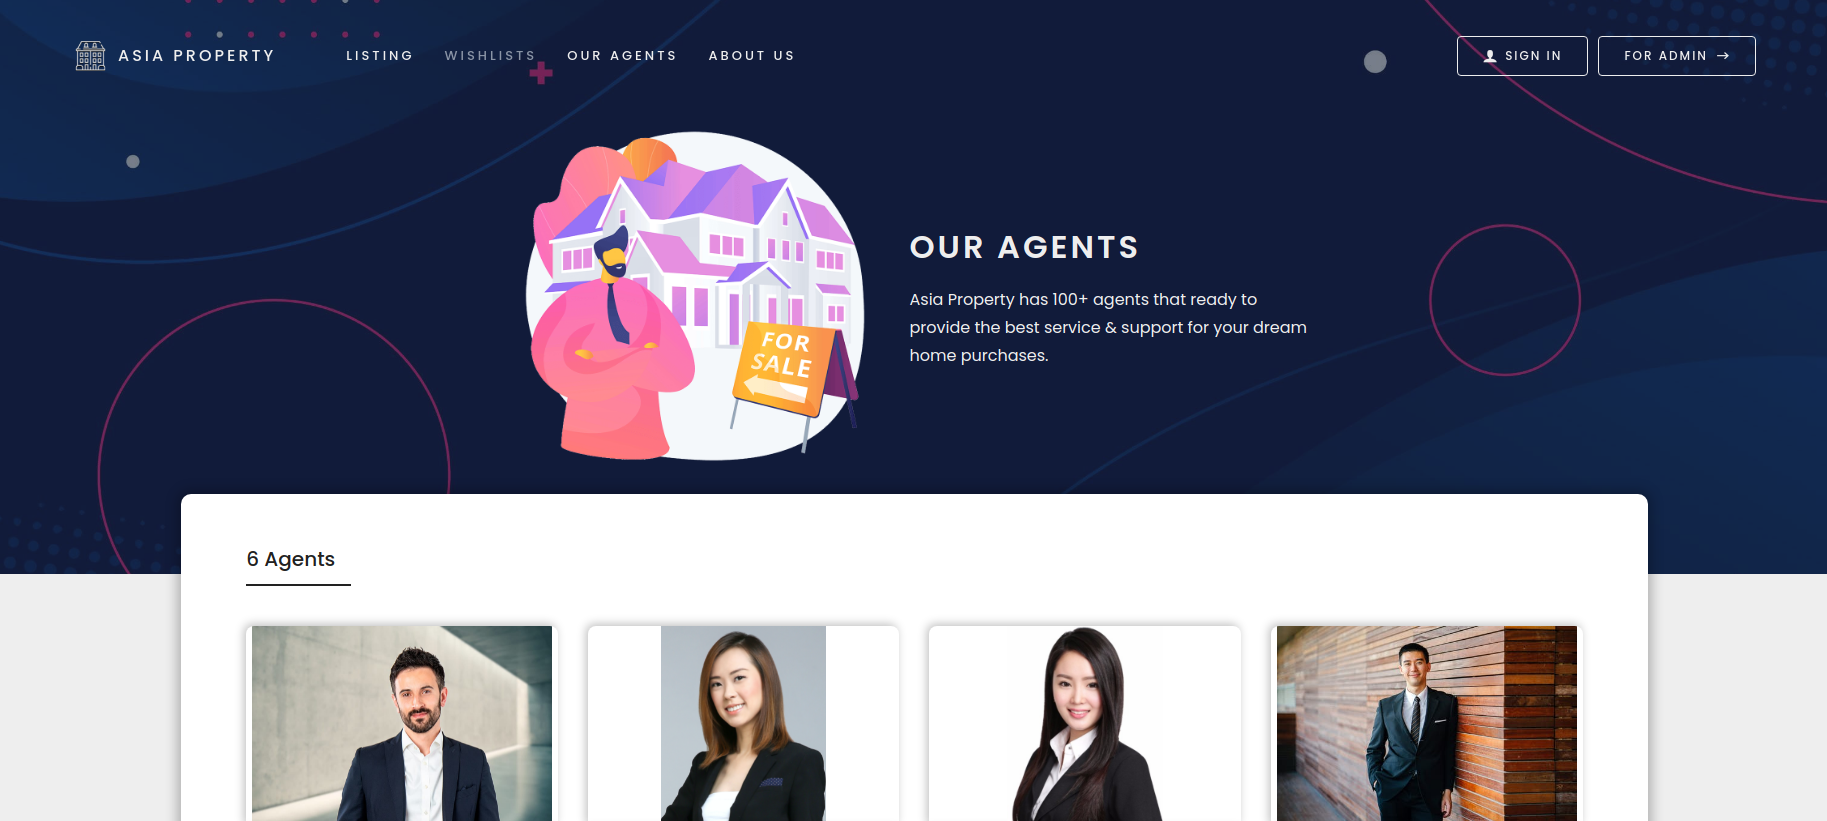 ASIA PROPERTY
LISTING
WISHLISTS
OUR AGENTS
ABOUT US
SIGN IN
FOR ADMIN →
FOR
SALE
OUR AGENTS
Asia Property has 100+ agents that ready to
provide the best service & support for your dream
home purchases.
6 Agents